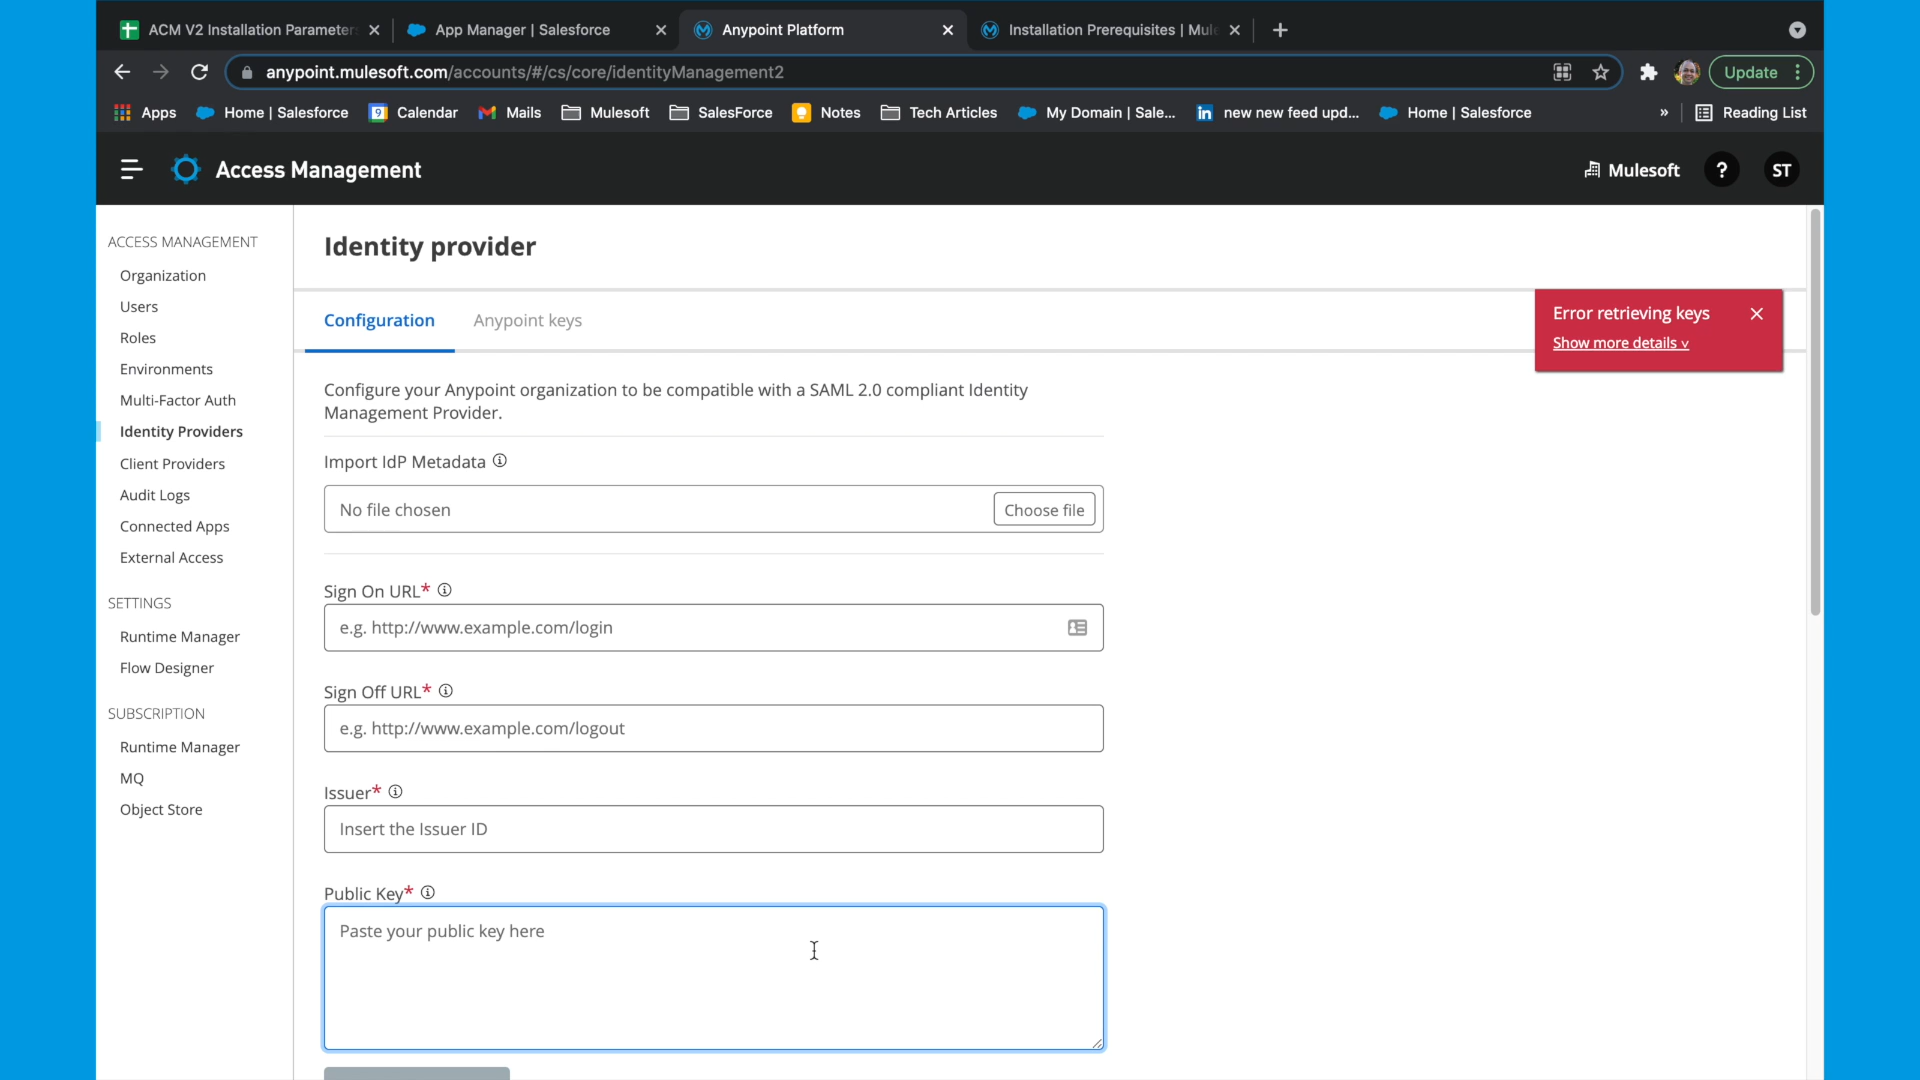 ACM V2 Installation Parameter
App Manager | Salesforce
Anypoint Platform
Installation Prerequisites | Mule
anypoint.mulesoft.com/accounts/#/cs/core/identityManagement2
Update
Apps
Home | Salesforce
9
Calendar
Mails
Mulesoft
SalesForce
Notes
Tech Articles
My Domain | Sale...
in
new new feed upd...
Home | Salesforce
»
Reading List
Access Management
Mulesoft
?
ST
ACCESS MANAGEMENT
Organization
Users
Roles
Environments
Multi-Factor Auth
Identity Providers
Client Providers
Audit Logs
Connected Apps
External Access
SETTINGS
Runtime Manager
Flow Designer
SUBSCRIPTION
Runtime Manager
MQ
Object Store
Identity provider
Configuration
Anypoint keys
Error retrieving keys
Show more details v
Configure your Anypoint organization to be compatible with a SAML 2.0 compliant Identity
Management Provider.
Import IdP Metadata
No file chosen
Choose file
Sign On URL*
e.g. http://www.example.com/login
Sign Off URL*
e.g. http://www.example.com/logout
Issuer*
Insert the Issuer ID
Public Key*
Paste your public key here